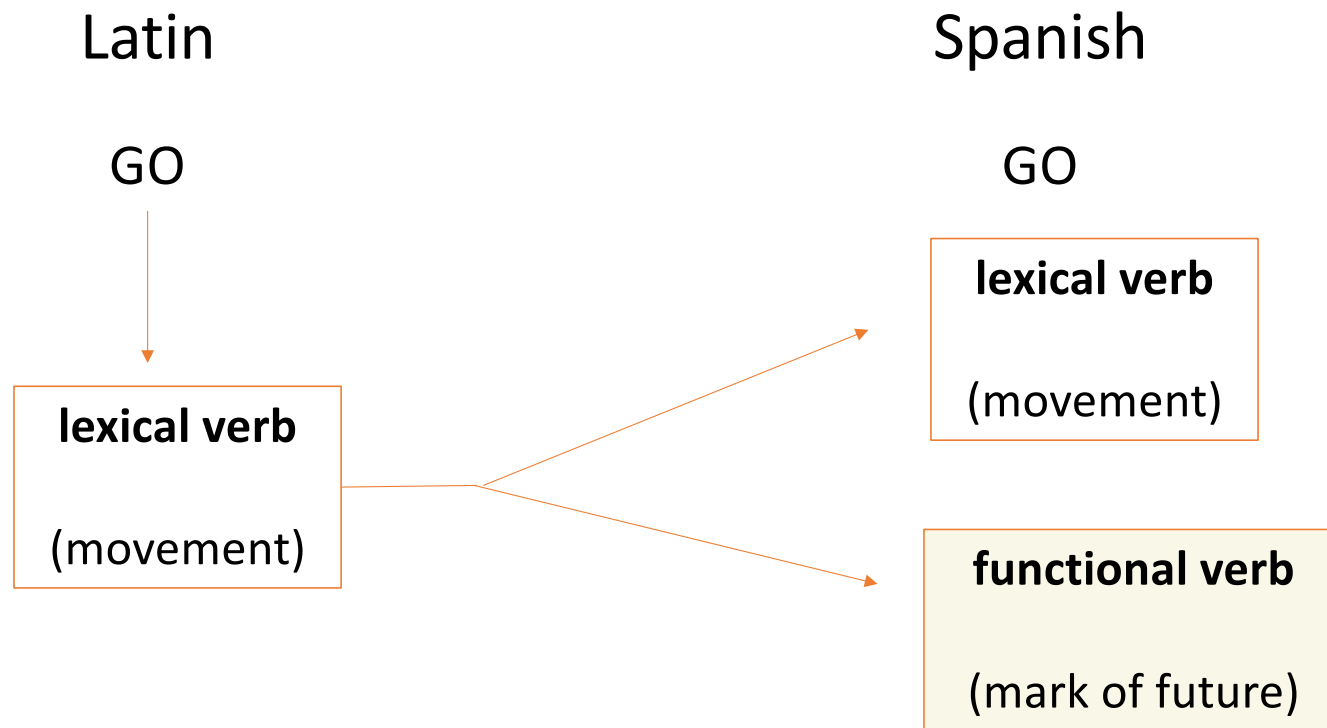 Latin
GO
lexical verb
(movement)
Spanish
GO
lexical verb
(movement)
functional verb
(mark of future)